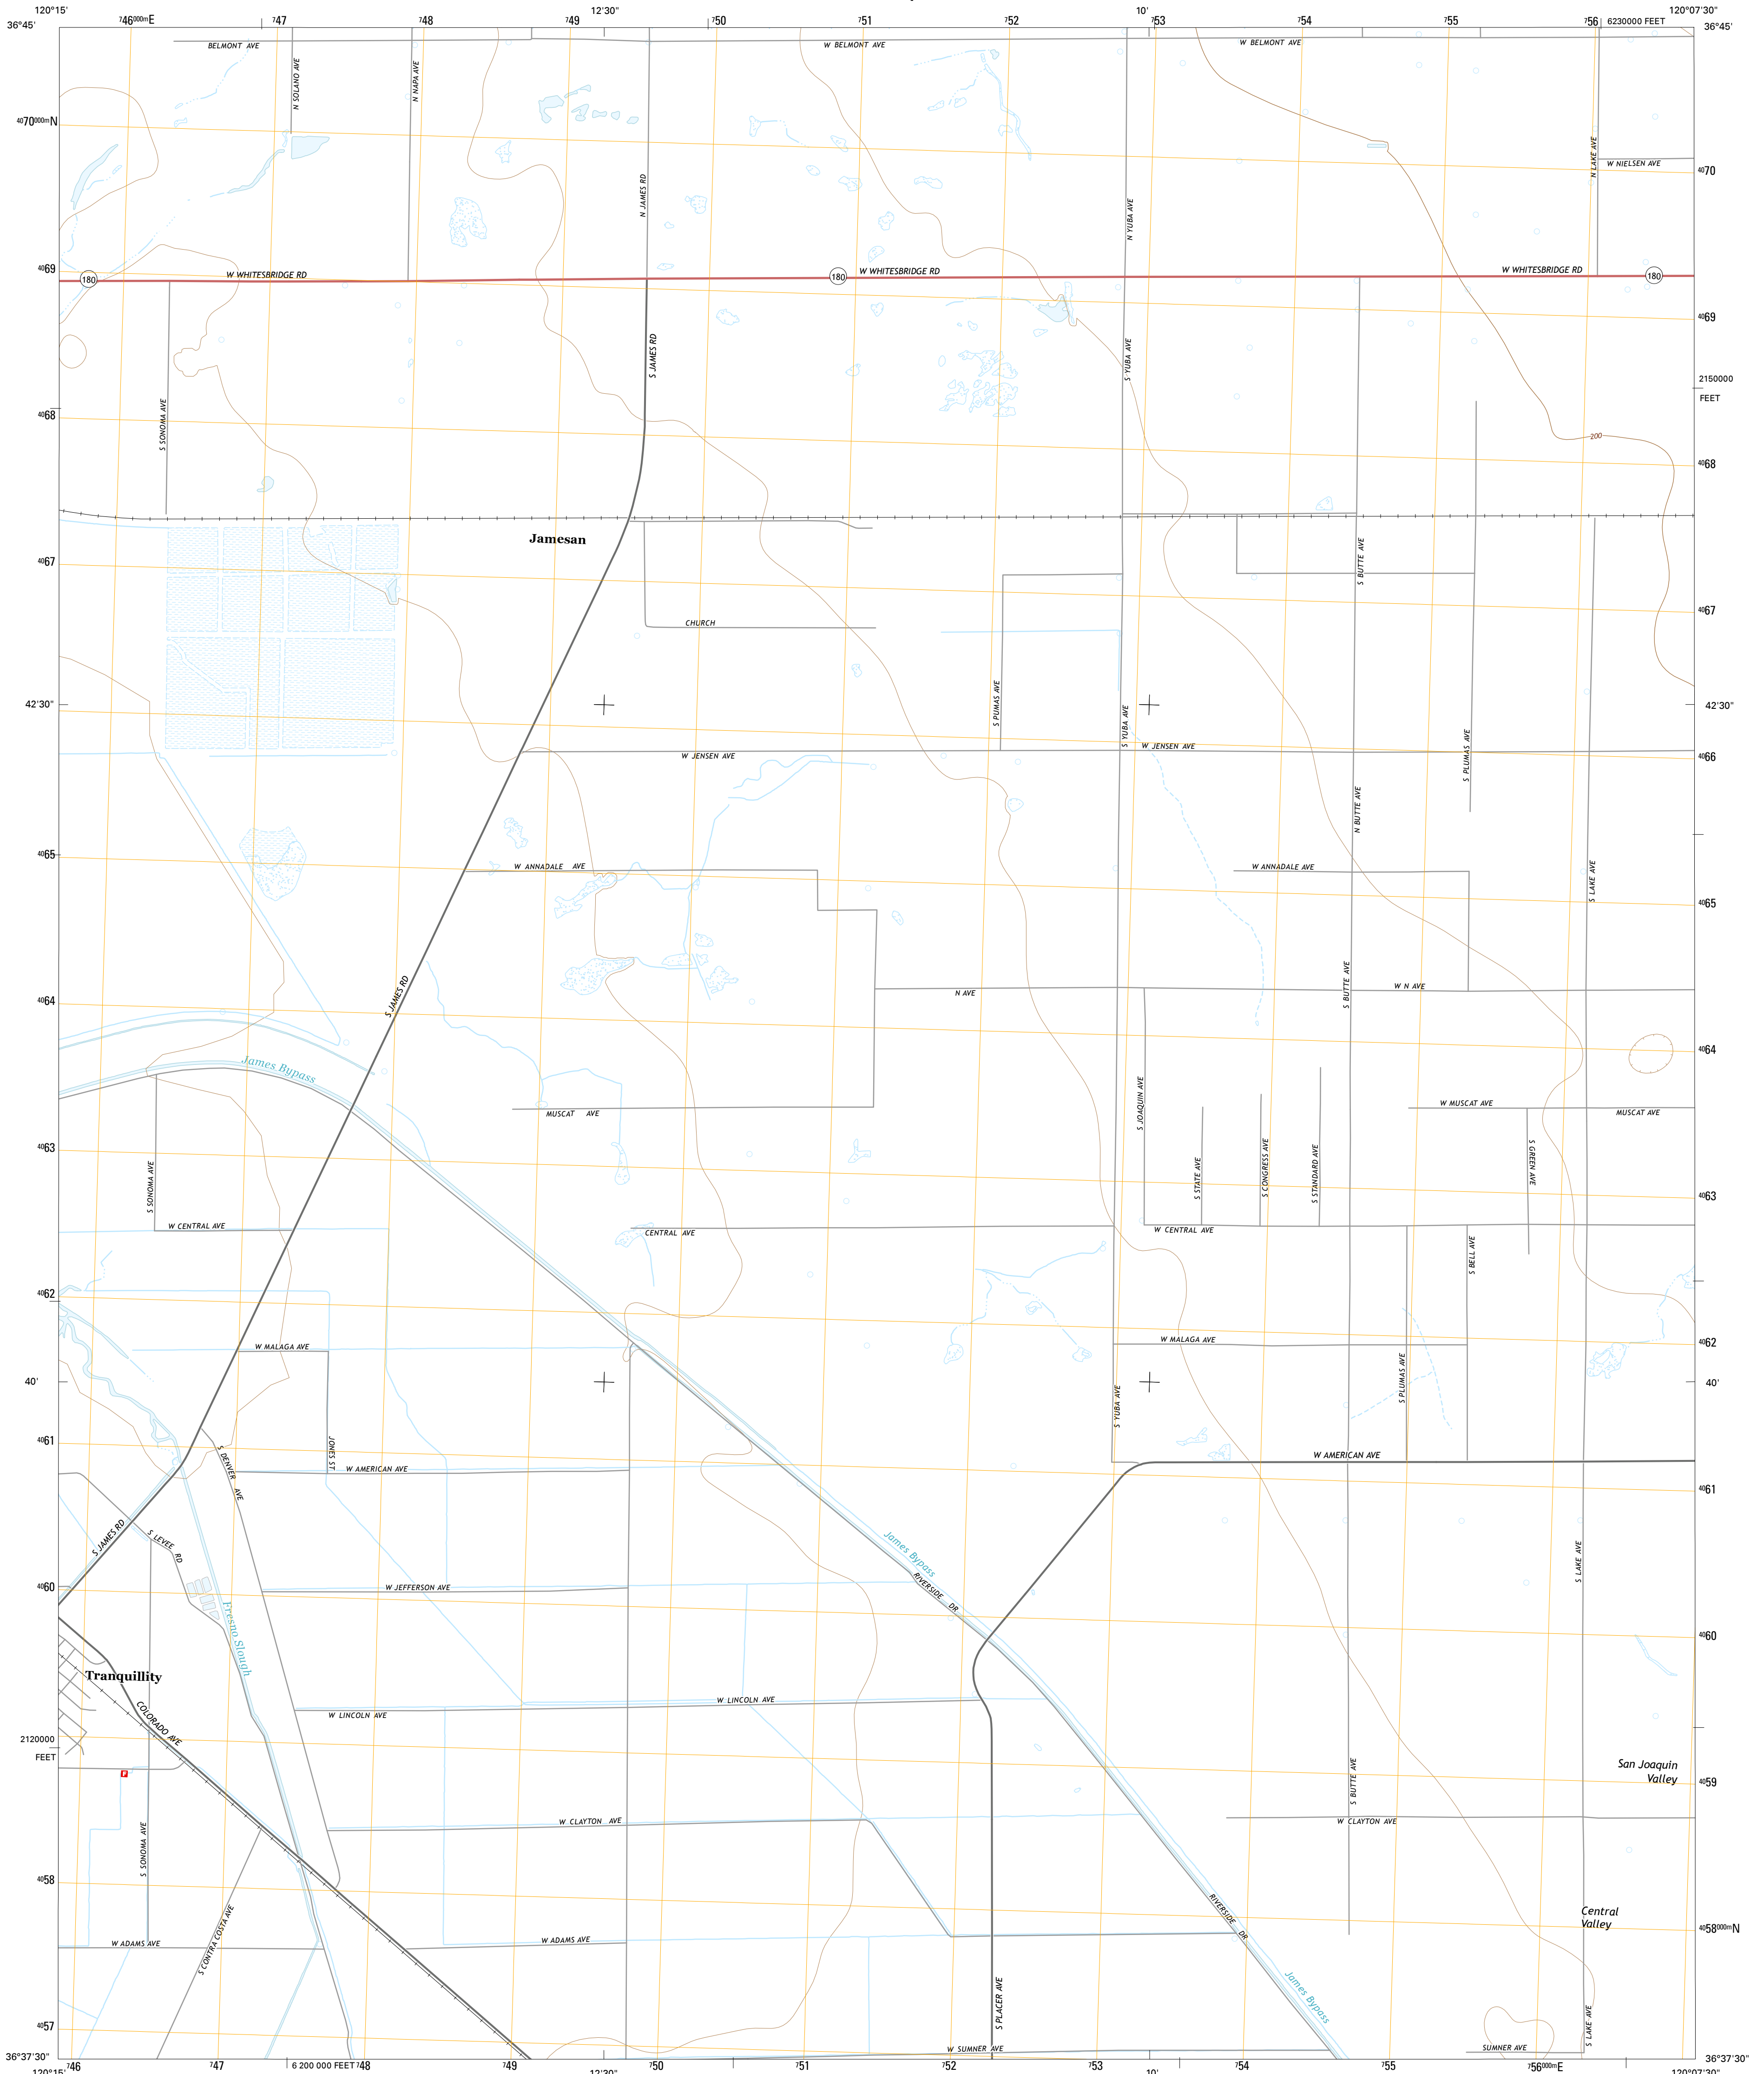 120°15'
⁷46⁰⁰⁰ᵐE
⁷47
⁷48
⁷49
12'30"
⁷50
⁷51
⁷52
10'
⁷53
⁷54
⁷55
⁷56
6230000 FEET
120°07'30"
36°45'
36°45'
BELMONT AVE
W BELMONT AVE
W BELMONT AVE
N SOLANO AVE
N NAPA AVE
⁴⁰70⁰⁰⁰ᵐN
N LAKE AVE
W NIELSEN AVE
⁴⁰70
N JAMES RD
N YUBA AVE
⁴⁰69
W WHITESBRIDGE RD
W WHITESBRIDGE RD
W WHITESBRIDGE RD
180
180
180
⁴⁰69
S JAMES RD
S YUBA AVE
2150000
FEET
⁴⁰68
S SONOMA AVE
200
⁴⁰68
Jamesan
⁴⁰67
S BUTTE AVE
⁴⁰67
CHURCH
42'30"
S PUMAS AVE
S YUBA AVE
42'30"
W JENSEN AVE
W JENSEN AVE
S PLUMAS AVE
⁴⁰66
N BUTTE AVE
⁴⁰65
W ANNADALE AVE
W ANNADALE AVE
S LAKE AVE
⁴⁰65
S JAMES RD
N AVE
S BUTTE AVE
W N AVE
⁴⁰64
⁴⁰64
James Bypass
MUSCAT AVE
S JOAQUIN AVE
W MUSCAT AVE
MUSCAT AVE
⁴⁰63
S SONOMA AVE
S STATE AVE
S CONGRESS AVE
S STANDARD AVE
S GREEN AVE
⁴⁰63
W CENTRAL AVE
CENTRAL AVE
W CENTRAL AVE
S BELL AVE
⁴⁰62
W MALAGA AVE
W MALAGA AVE
⁴⁰62
40'
S YUBA AVE
S PLUMAS AVE
40'
⁴⁰61
S DENVER AVE
JONES ST
W AMERICAN AVE
W AMERICAN AVE
⁴⁰61
S JAMES RD
S LEVEE RD
James Bypass
S LAKE AVE
⁴⁰60
W JEFFERSON AVE
RIVERSIDE DR
Fresno Slough
⁴⁰60
Tranquillity
COLORADO AVE
W LINCOLN AVE
W LINCOLN AVE
2120000
FEET
S BUTTE AVE
San Joaquin
Valley
⁴⁰59
P
S SONOMA AVE
W CLAYTON AVE
W CLAYTON AVE
⁴⁰58
S CONTRA COSTA AVE
RIVERSIDE DR
Central
Valley
⁴⁰58⁰⁰⁰ᵐN
W ADAMS AVE
W ADAMS AVE
S PLACER AVE
James Bypass
S LAKE AVE
⁴⁰57
W SUMNER AVE
SUMNER AVE
36°37'30"
36°37'30"
⁷46
⁷47
6 200 000 FEET
⁷48
⁷49
⁷50
⁷51
⁷52
⁷53
⁷54
⁷55
⁷56⁰⁰⁰ᵐE
120°15'
12'30"
10'
120°07'30"